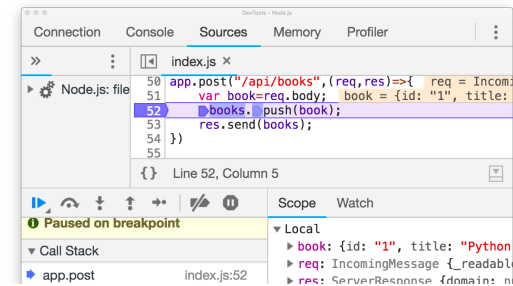 DevTools - Node.js
Connection Console Sources Memory Profiler
» index.js ×
Node.js: file
50 app.post("/api/books",(req,res)=>{ req = Incomi
51 var book=req.body; book = {id: "1", title:
52 books.push(book);
53 res.send(books);
54 })
55
{} Line 52, Column 5
Scope Watch
Paused on breakpoint
Local
Call Stack
book: {id: "1", title: "Python
app.post index.js:52
req: IncomingMessage {_readabl
res: ServerResponse {domain: